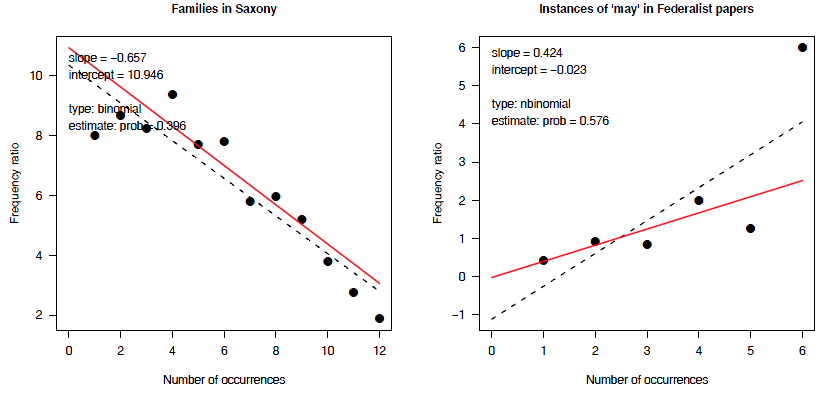 Families in Saxony
slope = −0.657
intercept = 10.946
type: binomial
estimate: prob = 0.396
Frequency ratio
10
8
6
4
2
0 2 4 6 8 10 12
Number of occurrences
Instances of 'may' in Federalist papers
slope = 0.424
intercept = −0.023
type: nbinomial
estimate: prob = 0.576
Frequency ratio
6
5
4
3
2
1
0
−1
0 1 2 3 4 5 6
Number of occurrences